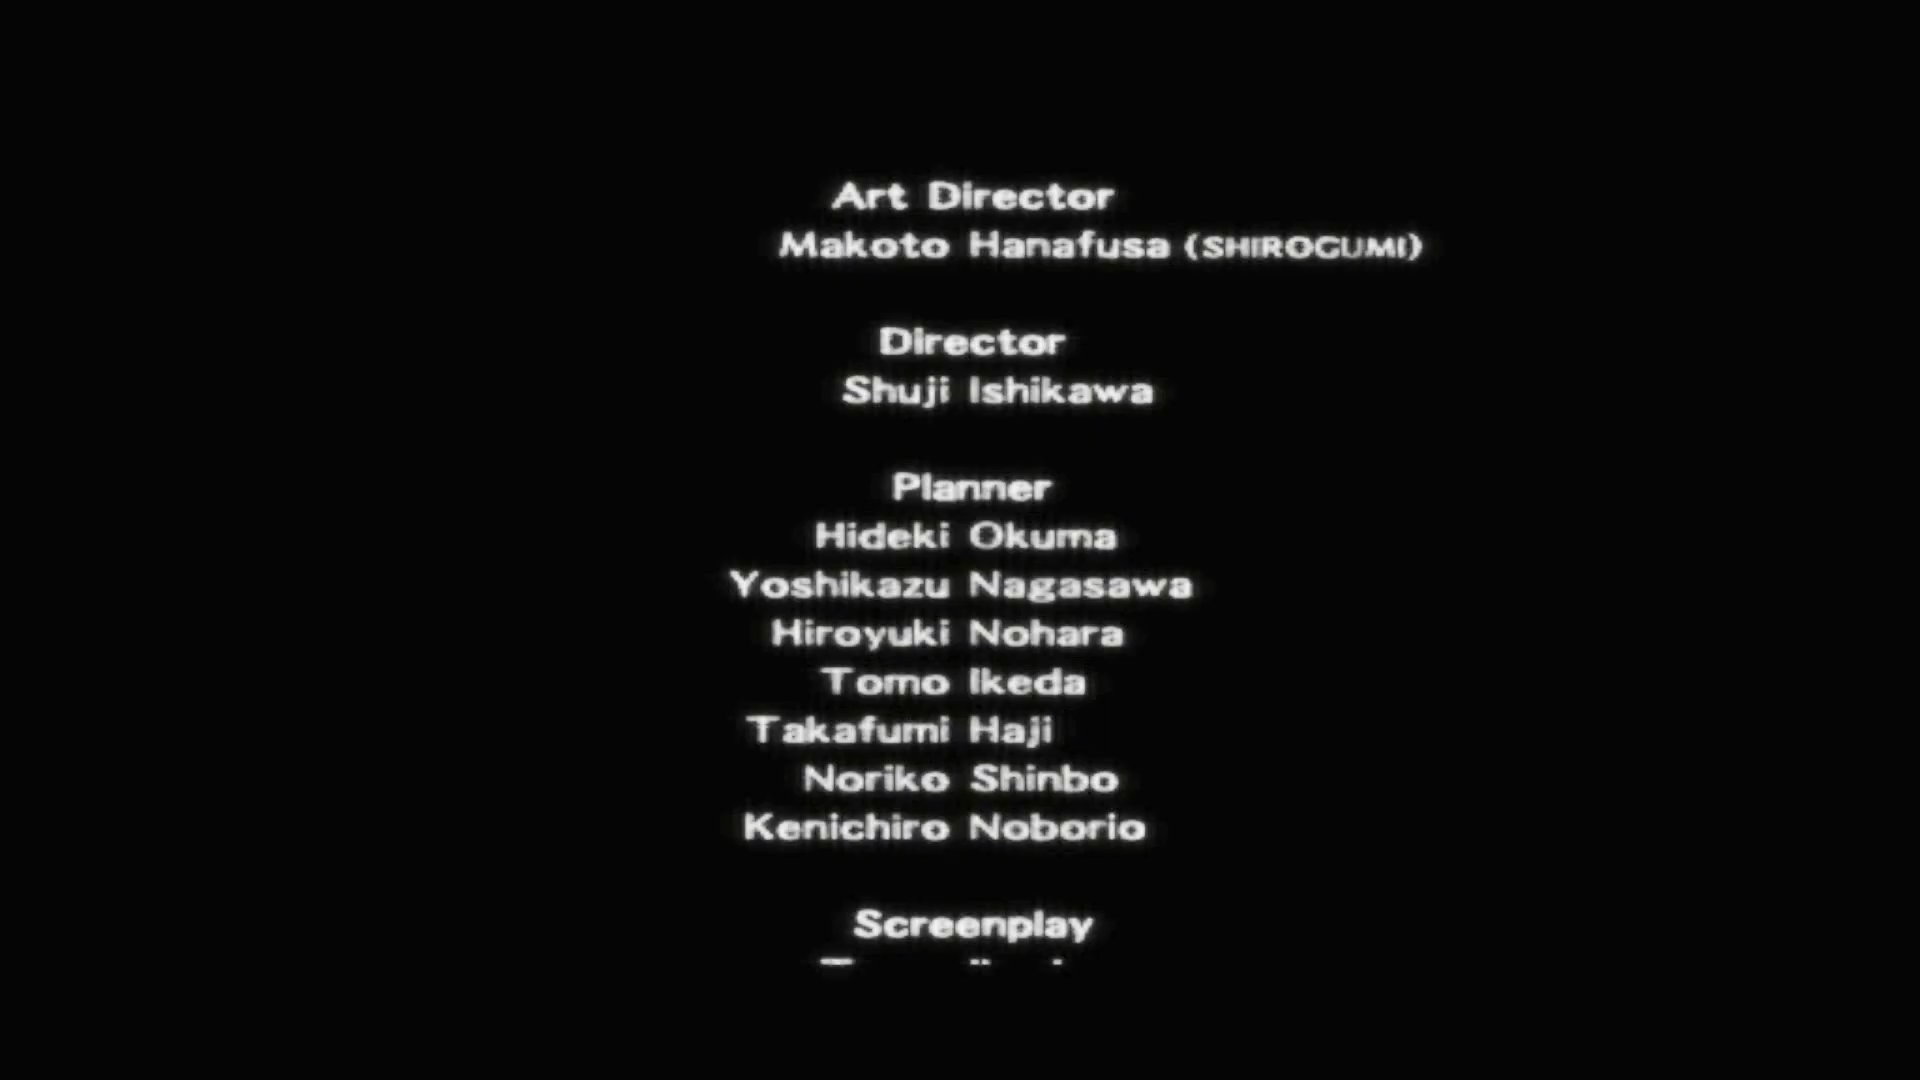 Art Director
Makoto Hanafusa (SHIROGUMI)
Director
Shuji Ishikawa
Planner
Hideki Okuma
Yoshikazu Nagasawa
Hiroyuki Nohara
Tomo Ikeda
Takafumi Haji
Noriko Shinbo
Kenichiro Noborio
Screenplay